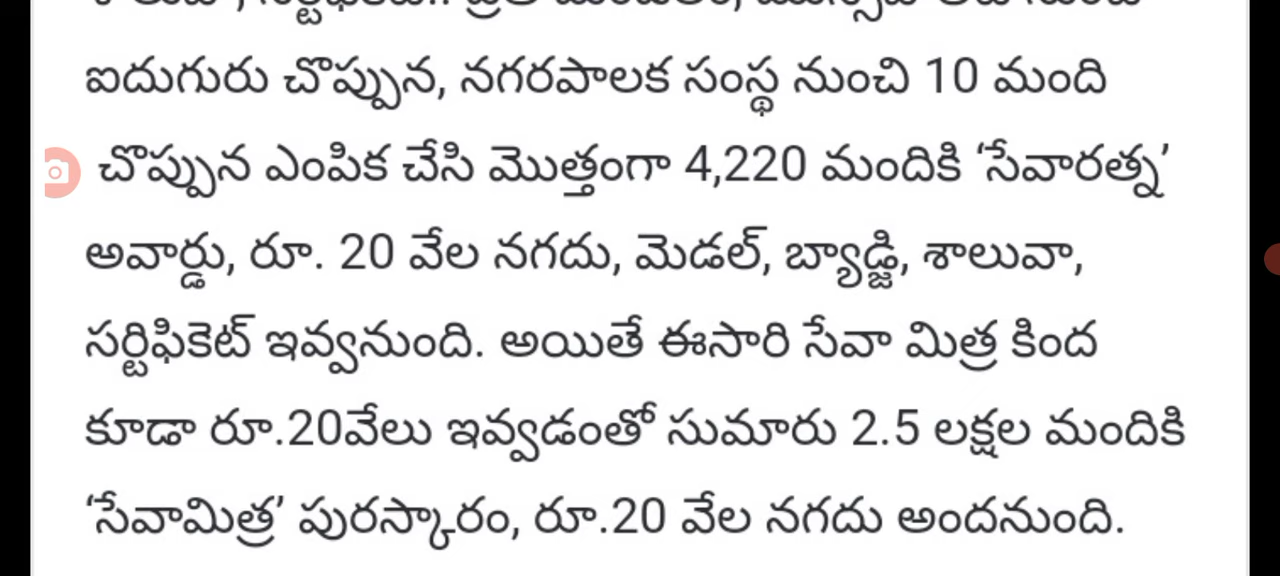 ఐదుగురు చొప్పున, నగరపాలక సంస్థ నుంచి 10 మంది
చొప్పున ఎంపిక చేసి మొత్తంగా 4,220 మందికి ‘సేవారత్న’
అవార్డు, రూ. 20 వేల నగదు, మెడల్, బ్యాడ్జి, శాలువా,
సర్టిఫికెట్ ఇవ్వనుంది. అయితే ఈసారి సేవా మిత్ర కింద
కూడా రూ.20వేలు ఇవ్వడంతో సుమారు 2.5 లక్షల మందికి
‘సేవామిత్ర’ పురస్కారం, రూ.20 వేల నగదు అందనుంది.